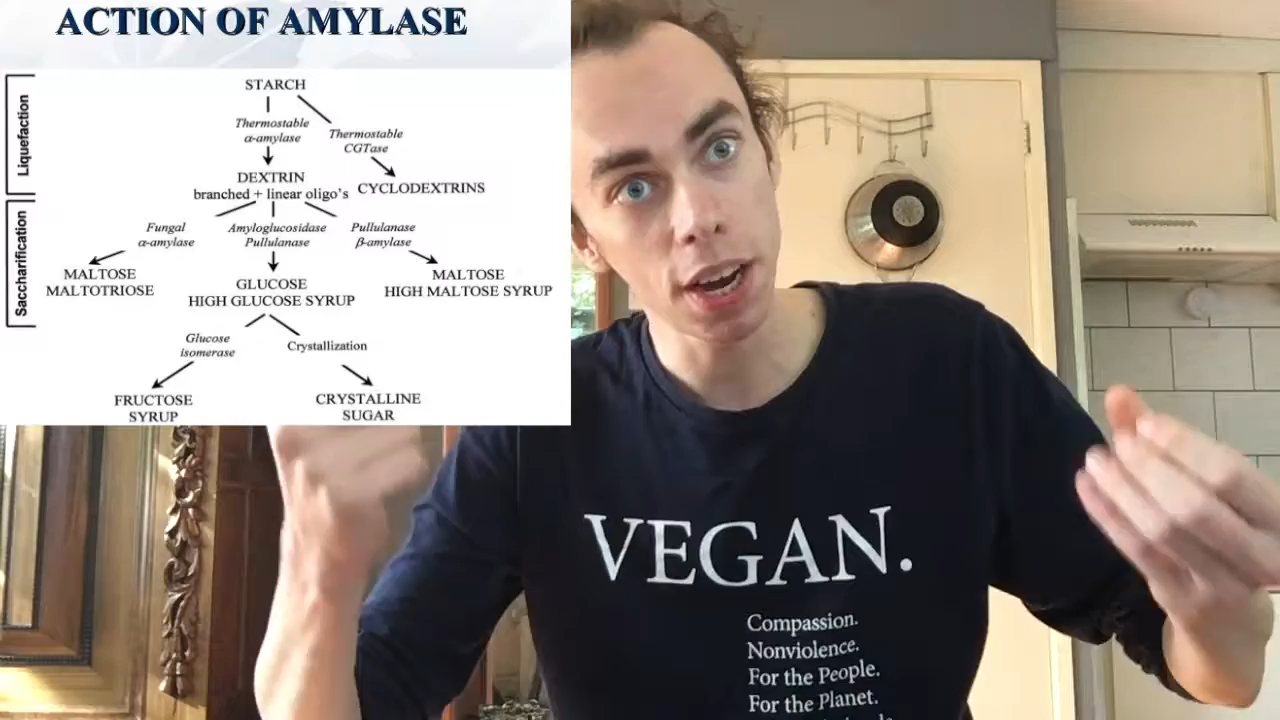 ACTION OF AMYLASE
Liquefaction
STARCH
Thermostable
α-amylase
Thermostable
CGTase
DEXTRIN
branched + linear oligo's
CYCLODEXTRINS
Saccharification
Fungal
α-amylase
Amyloglucosidase
Pullulanase
Pullulanase
β-amylase
MALTOSE
MALTOTRIOSE
GLUCOSE
HIGH GLUCOSE SYRUP
MALTOSE
HIGH MALTOSE SYRUP
Glucose
isomerase
Crystallization
FRUCTOSE
SYRUP
CRYSTALLINE
SUGAR
VEGAN.
Compassion.
Nonviolence.
For the People.
For the Planet.